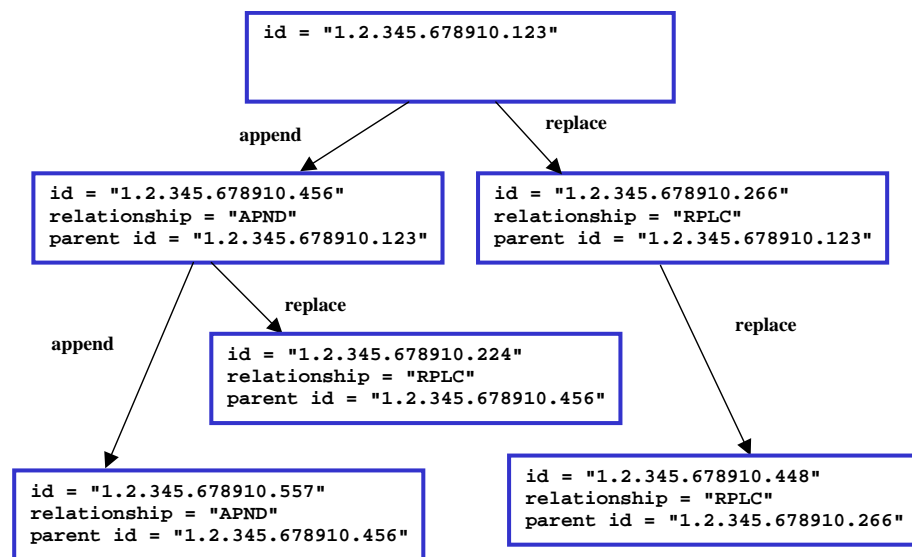 id = "1.2.345.678910.123"
append
replace
id = "1.2.345.678910.456"
relationship = "APND"
parent id = "1.2.345.678910.123"
id = "1.2.345.678910.266"
relationship = "RPLC"
parent id = "1.2.345.678910.123"
append
replace
replace
id = "1.2.345.678910.224"
relationship = "RPLC"
parent id = "1.2.345.678910.456"
id = "1.2.345.678910.557"
relationship = "APND"
parent id = "1.2.345.678910.456"
id = "1.2.345.678910.448"
relationship = "RPLC"
parent id = "1.2.345.678910.266"